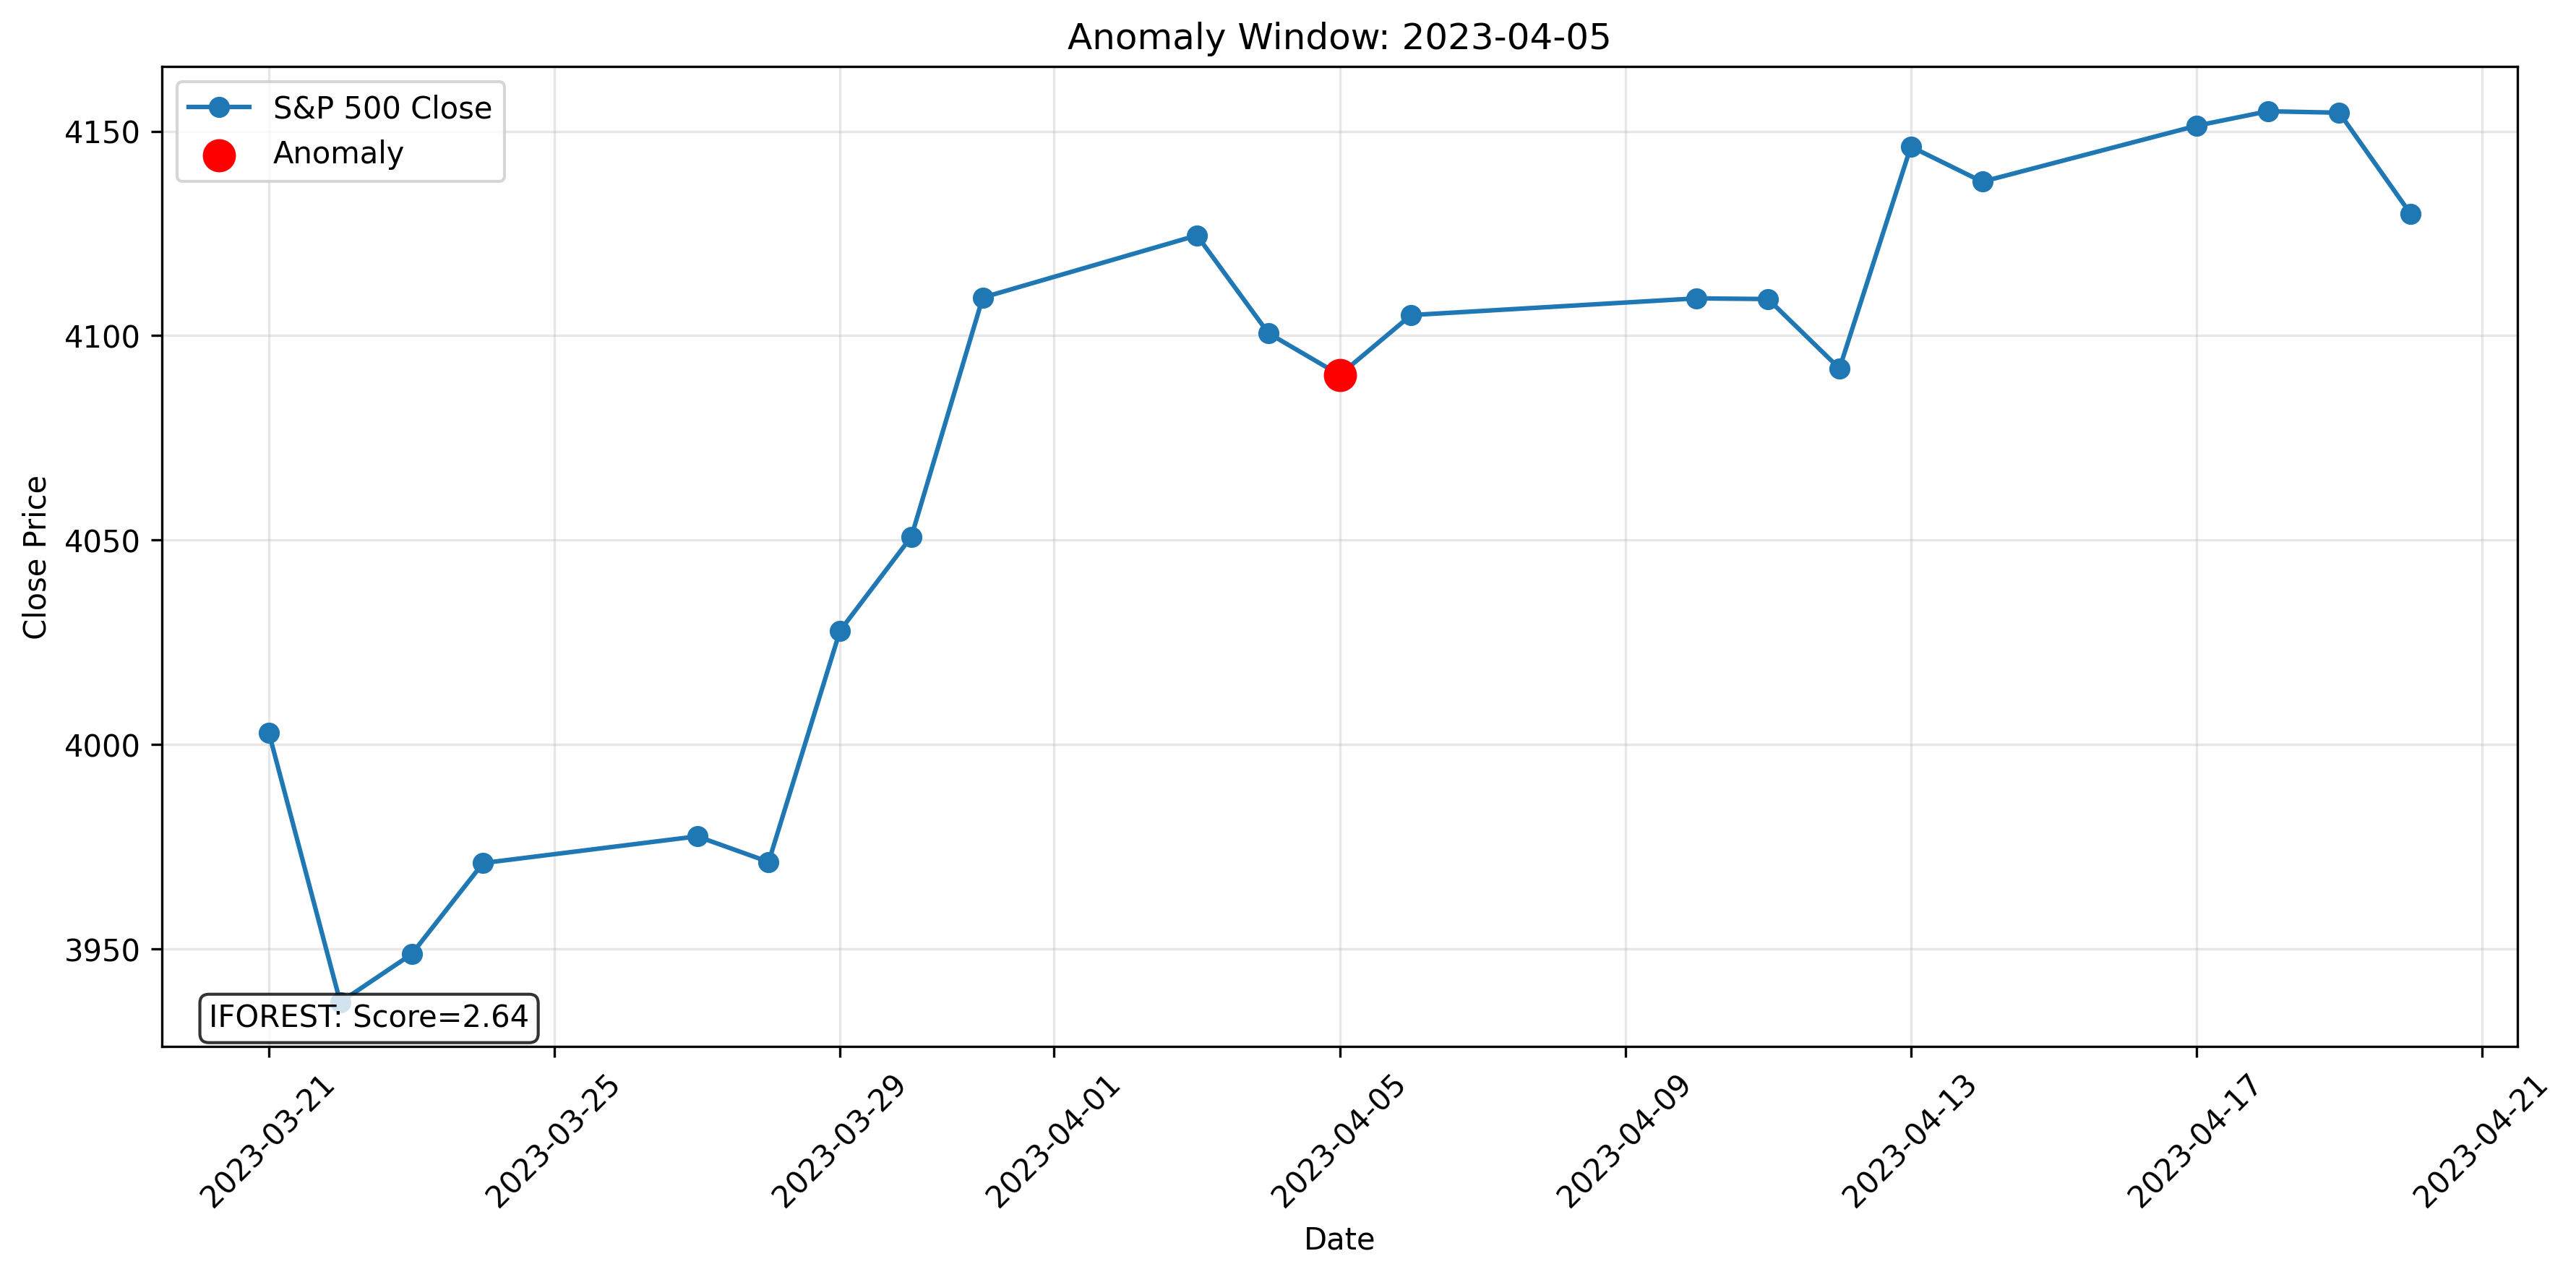 Anomaly Window: 2023-04-05
S&P 500 Close
Anomaly
4150
4100
4050
4000
3950
Close Price
IFOREST: Score=2.64
2023-03-21
2023-03-25
2023-03-29
2023-04-01
2023-04-05
2023-04-09
2023-04-13
2023-04-17
2023-04-21
Date